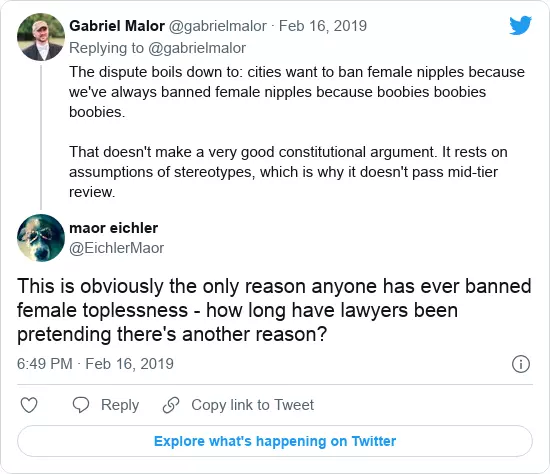 Gabriel Malor @gabrielmalor · Feb 16, 2019
Replying to @gabrielmalor
The dispute boils down to: cities want to ban female nipples because
we've always banned female nipples because boobies boobies
boobies.
That doesn't make a very good constitutional argument. It rests on
assumptions of stereotypes, which is why it doesn't pass mid-tier
review.
maor eichler
@EichlerMaor
This is obviously the only reason anyone has ever banned
female toplessness - how long have lawyers been
pretending there's another reason?
6:49 PM · Feb 16, 2019
Reply
Copy link to Tweet
Explore what's happening on Twitter